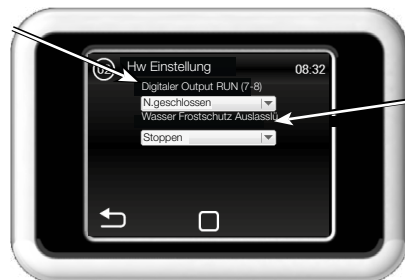 02 Hw Einstellung 08:32
Digitaler Output RUN (7-8)
N.geschlossen
Wasser Frostschutz Auslasslü
Stoppen